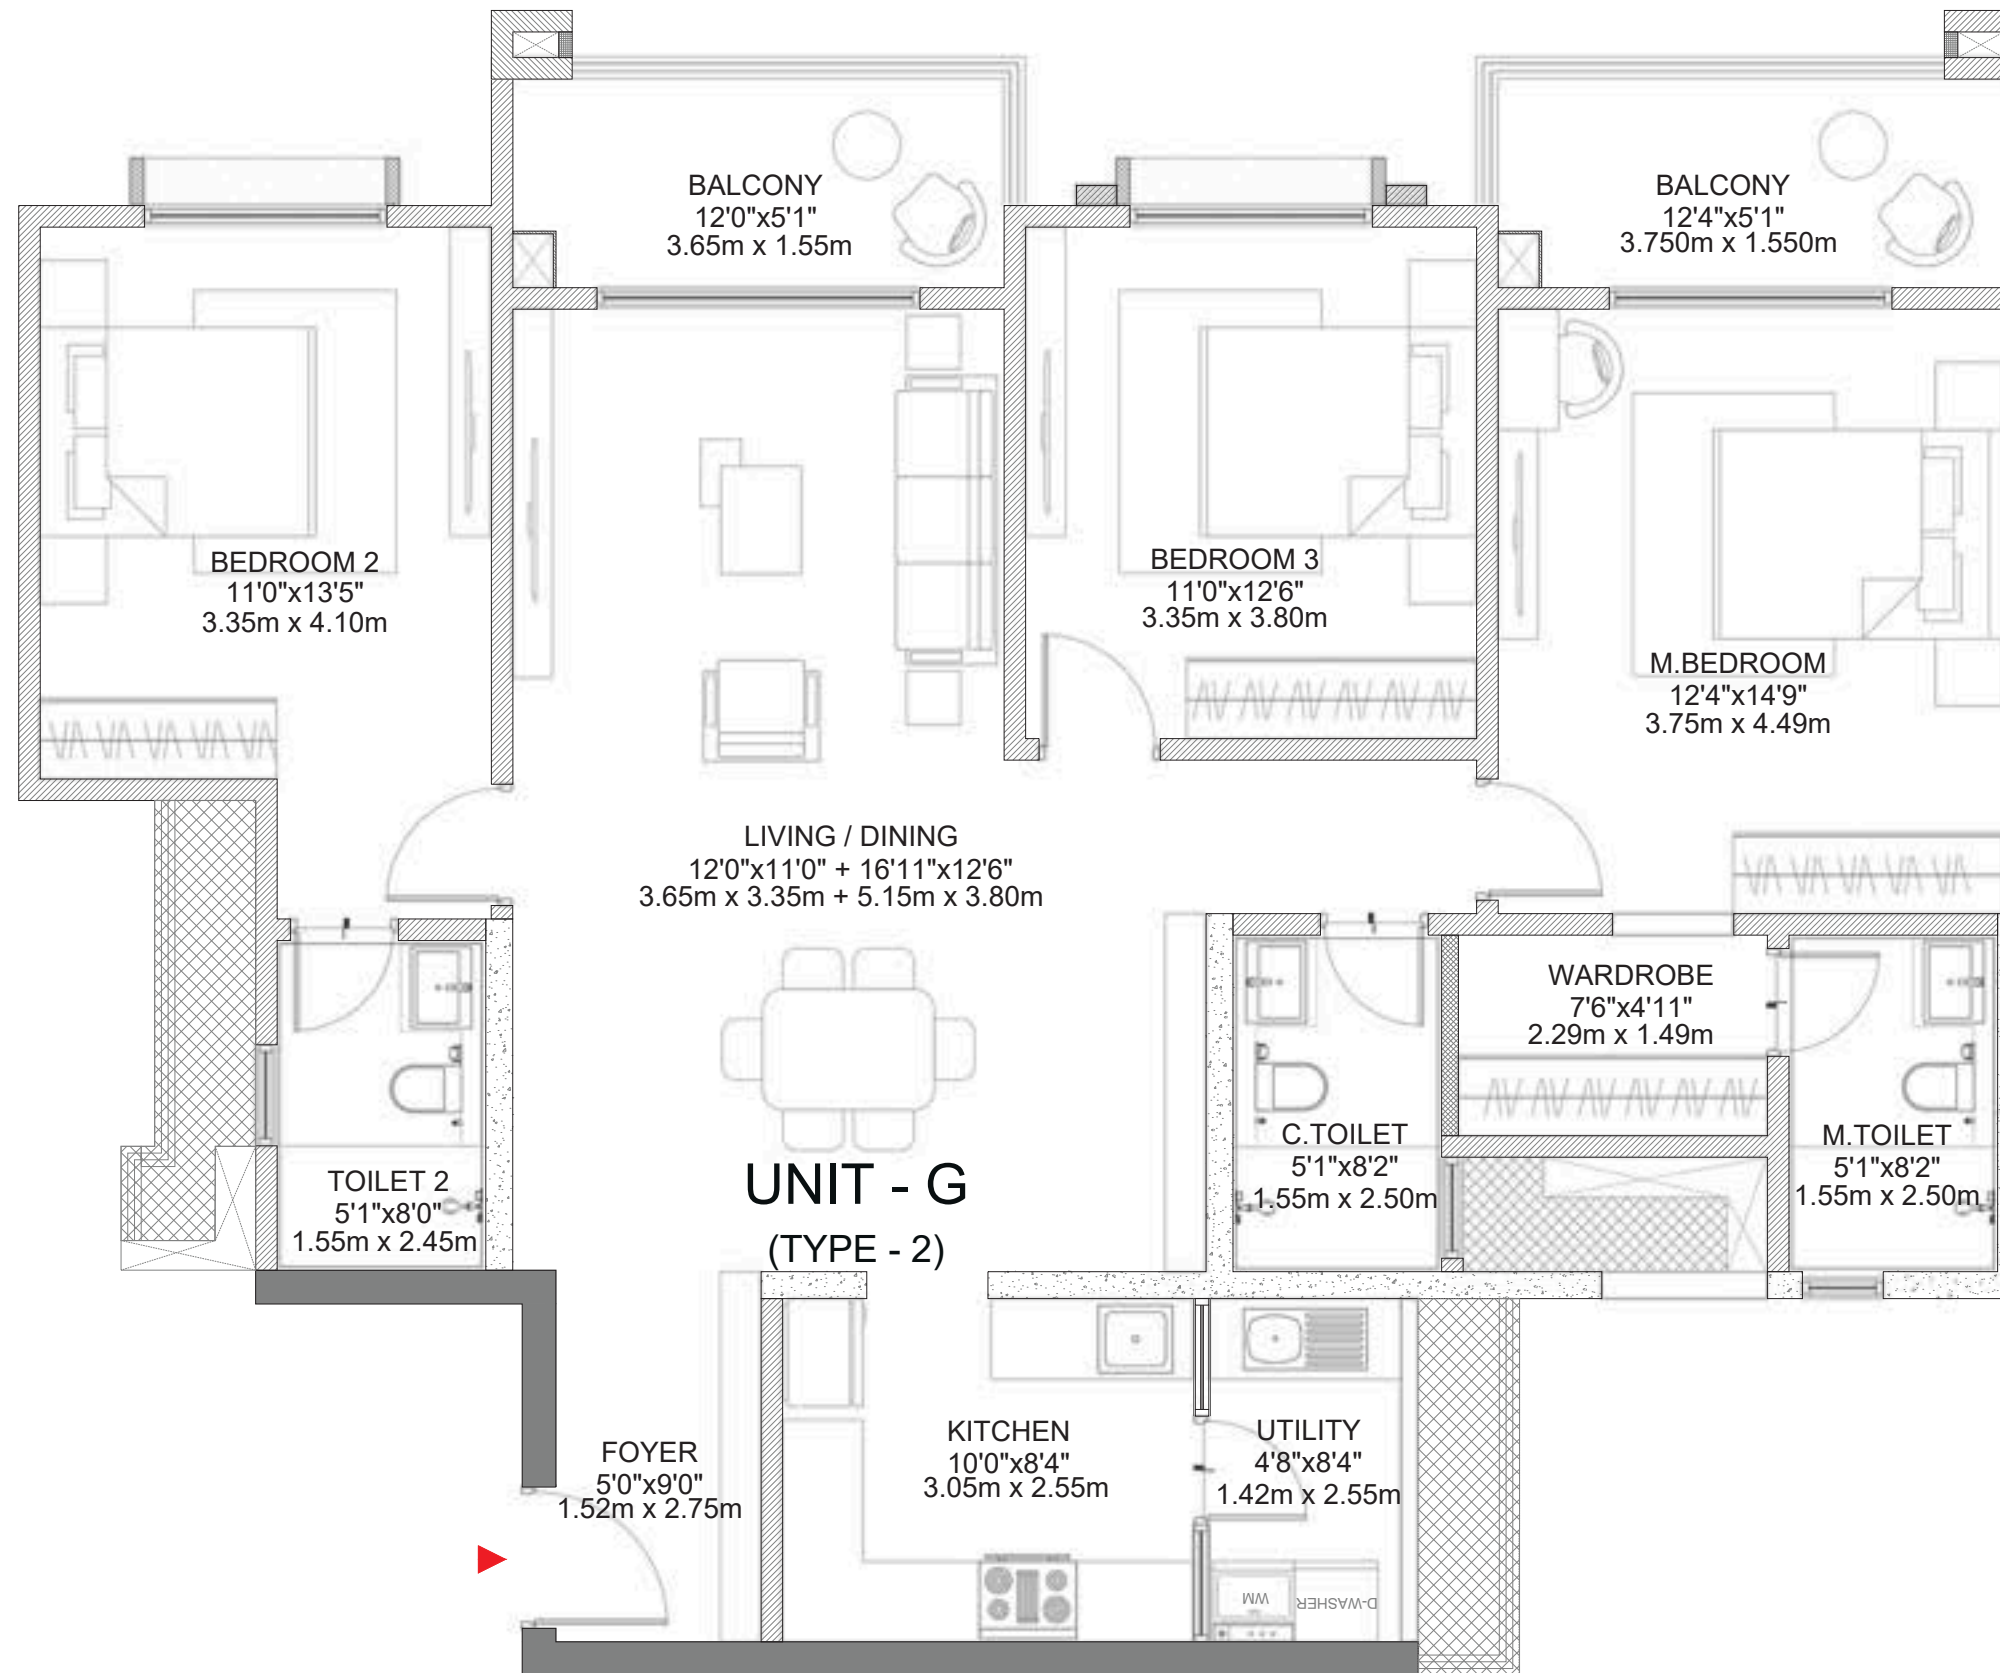 BALCONY
12'0"x5'1"
3.65m x 1.55m
BALCONY
12'4"x5'1"
3.750m x 1.550m
BEDROOM 2
11'0"x13'5"
3.35m x 4.10m
BEDROOM 3
11'0"x12'6"
3.35m x 3.80m
M.BEDROOM
12'4"x14'9"
3.75m x 4.49m
LIVING / DINING
12'0"x11'0" + 16'11"x12'6"
3.65m x 3.35m + 5.15m x 3.80m
WARDROBE
7'6"x4'11"
2.29m x 1.49m
TOILET 2
5'1"x8'0"
1.55m x 2.45m
C.TOILET
5'1"x8'2"
1.55m x 2.50m
M.TOILET
5'1"x8'2"
1.55m x 2.50m
UNIT - G
(TYPE - 2)
FOYER
5'0"x9'0"
1.52m x 2.75m
KITCHEN
10'0"x8'4"
3.05m x 2.55m
UTILITY
4'8"x8'4"
1.42m x 2.55m
WM
D-WASHER